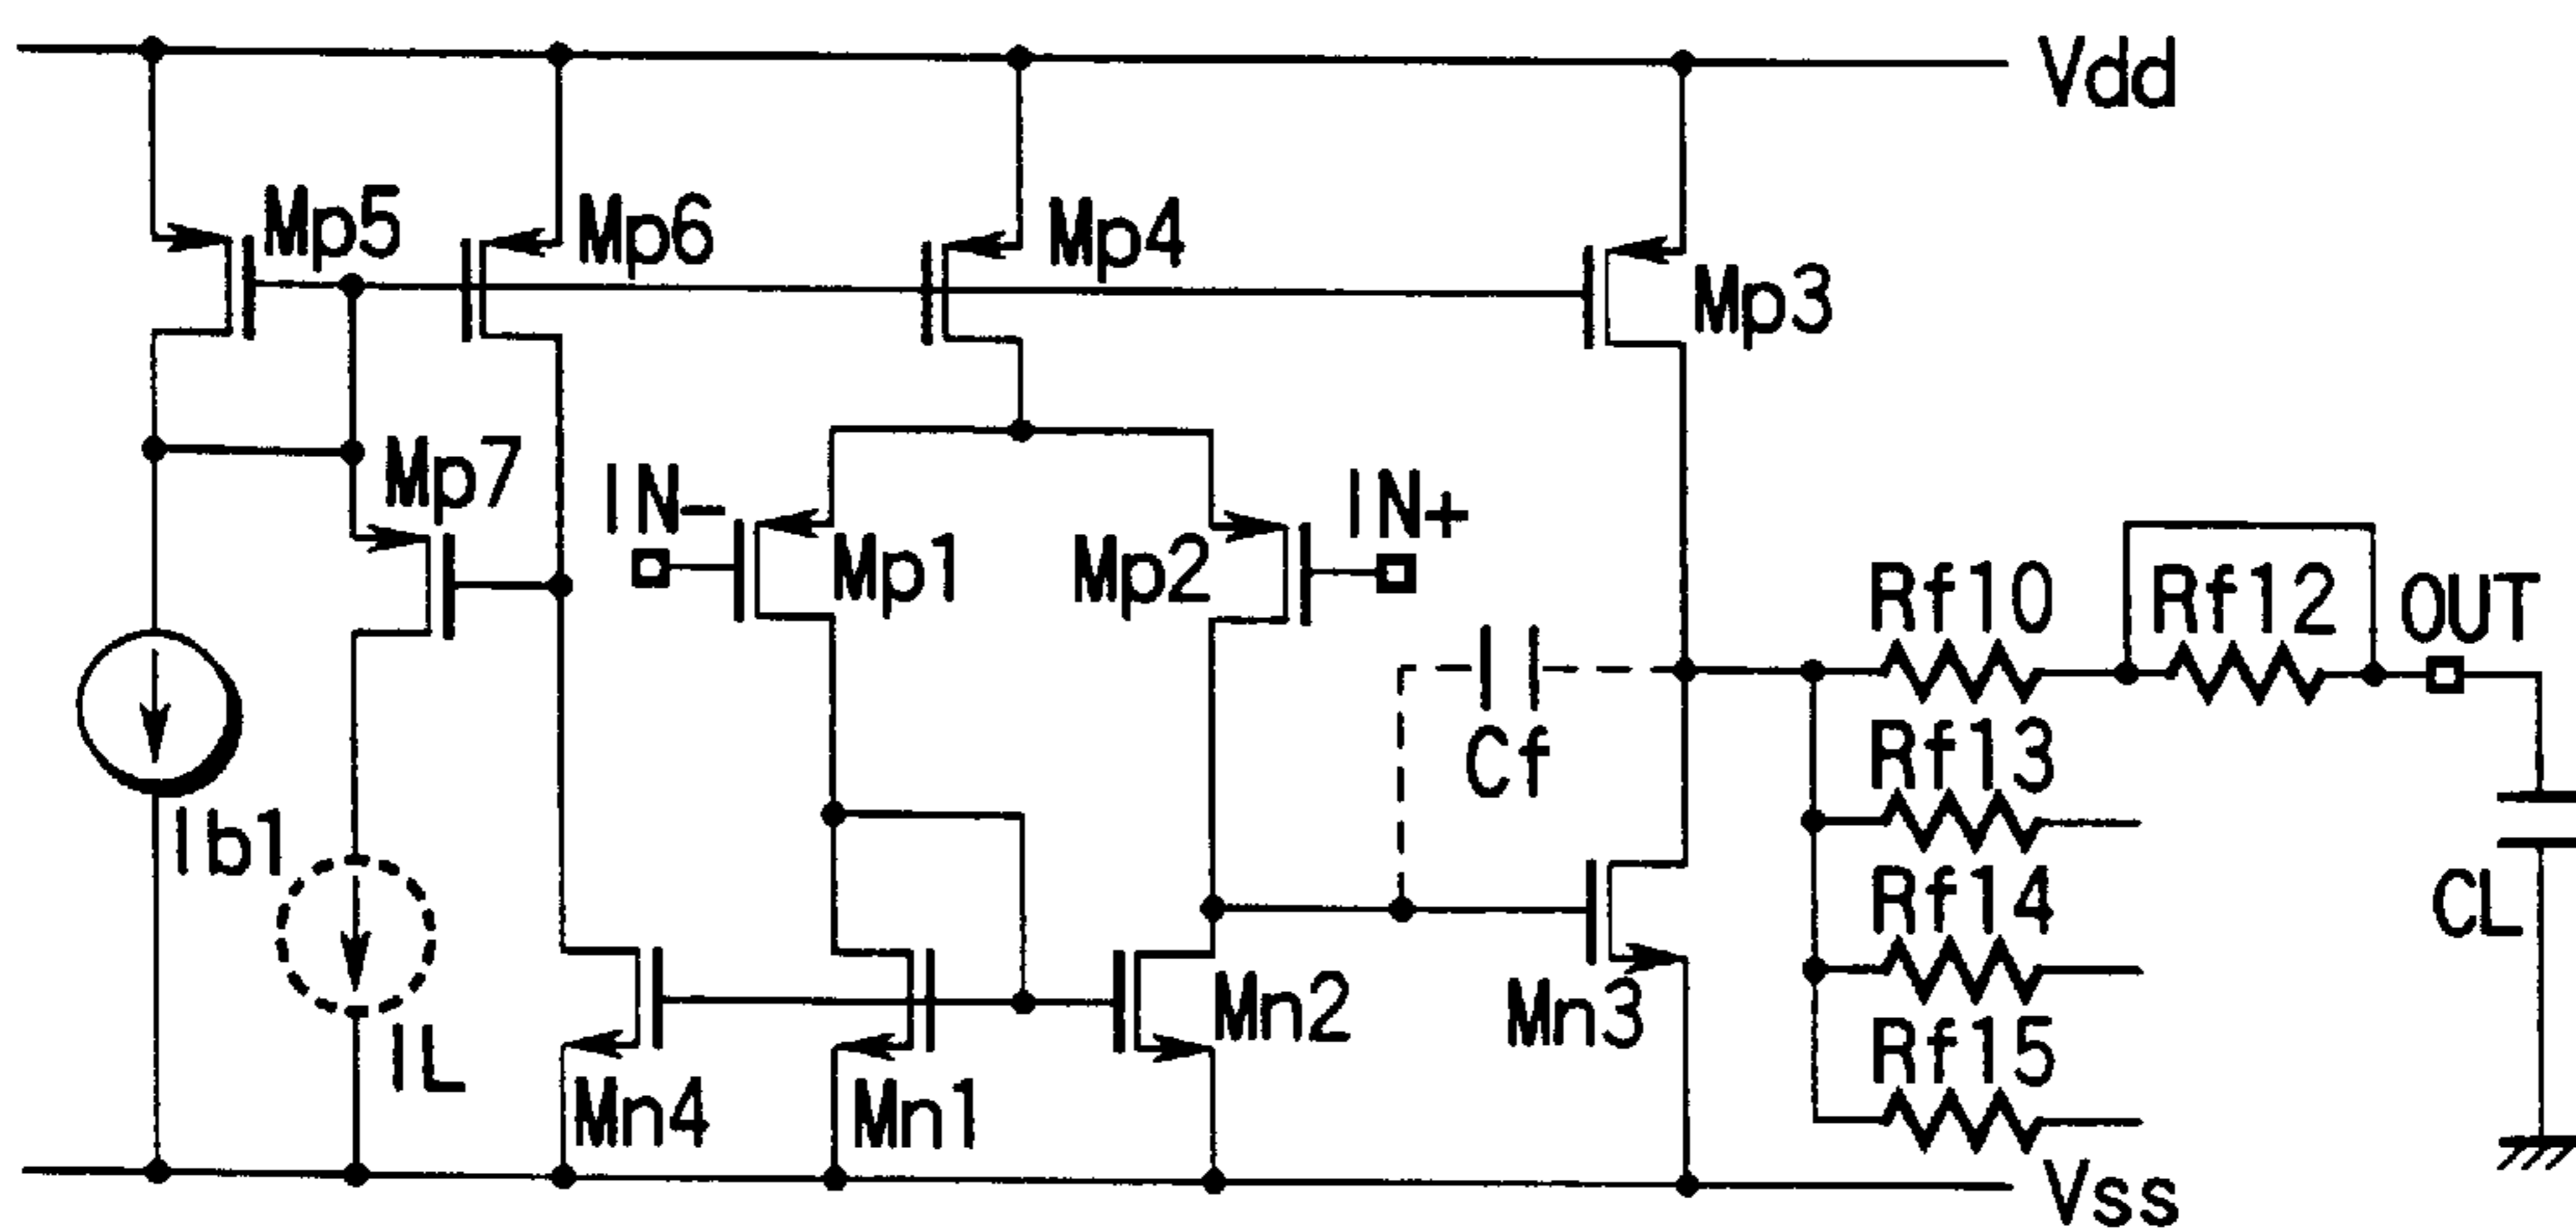 Vdd
Mp5
Mp6
Mp4
Mp3
Mp7
IN-
Mp1
Mp2
IN+
Rf10
Rf12
OUT
Cf
Rf13
Ib1
Rf14
CL
IL
Mn4
Mn1
Mn2
Mn3
Rf15
Vss